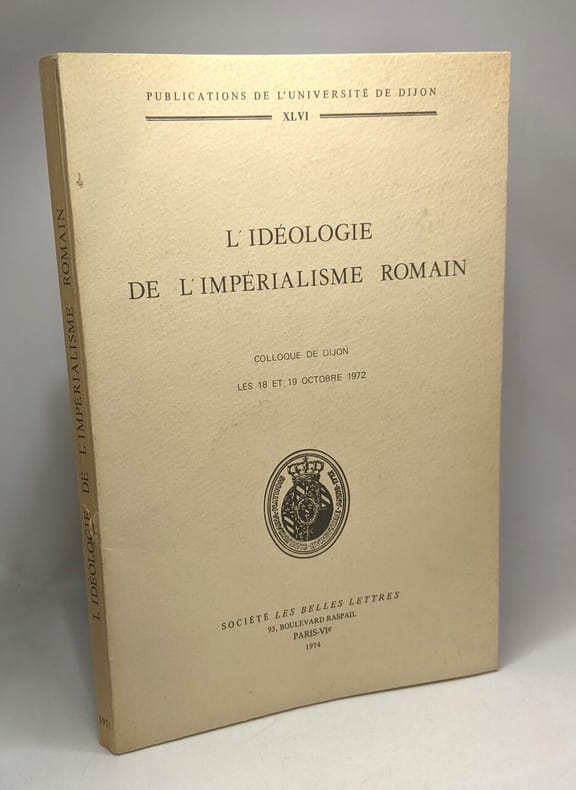 PUBLICATIONS DE L'UNIVERSITÉ DE DIJON
XLVI
L'IDÉOLOGIE
DE L'IMPÉRIALISME ROMAIN
COLLOQUE DE DIJON
LES 18 ET 19 OCTOBRE 1972
SOCIÉTÉ LES BELLES LETTRES
95, BOULEVARD RASPAIL
PARIS-VIe
1974
L'IDÉOLOGIE DE L'IMPÉRIALISME ROMAIN